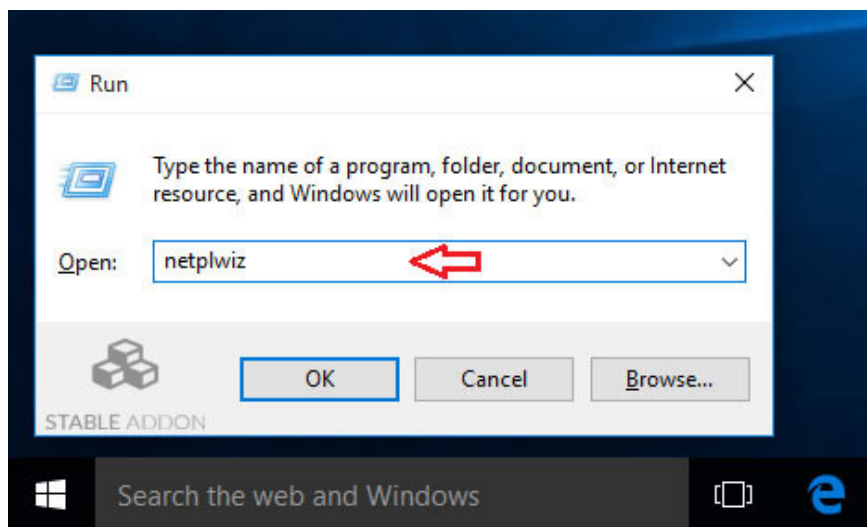 Run
Type the name of a program, folder, document, or Internet
resource, and Windows will open it for you.
Open: netplwiz
OK Cancel Browse...
STABLE ADDON
Search the web and Windows